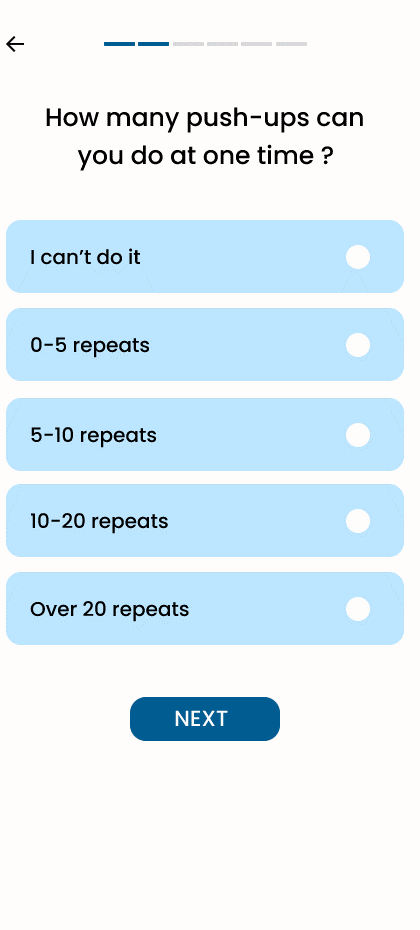 How many push-ups can
you do at one time ?
I can’t do it
0-5 repeats
5-10 repeats
10-20 repeats
Over 20 repeats
NEXT